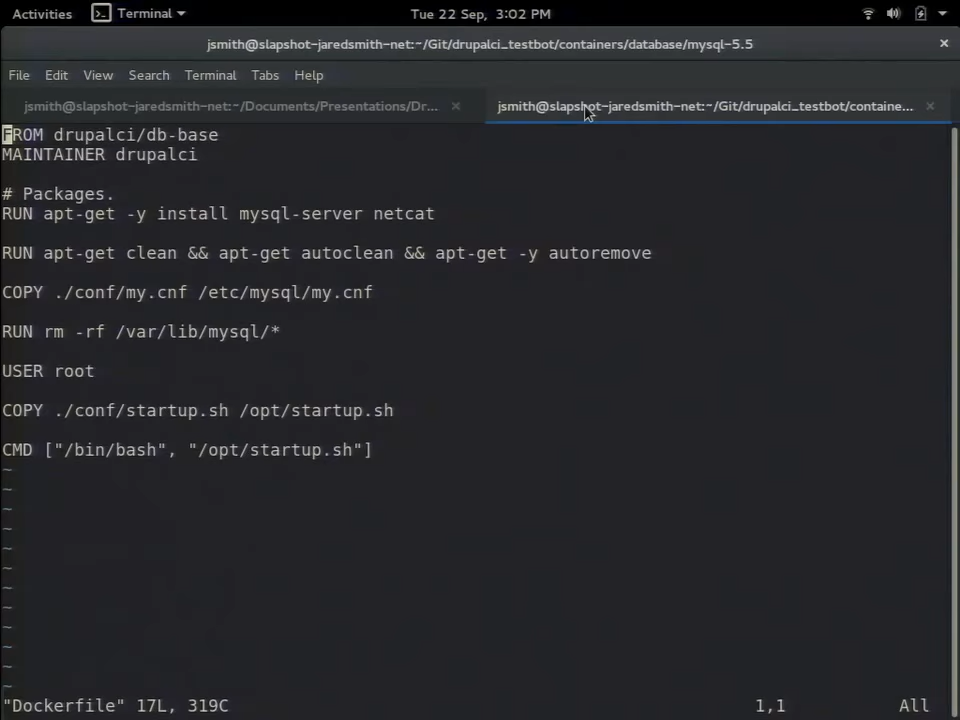 Activities
Terminal
Tue 22 Sep, 3:02 PM
jsmith@slapshot-jaredsmith-net:~/Git/drupalci_testbot/containers/database/mysql-5.5
File Edit View Search Terminal Tabs Help
jsmith@slapshot-jaredsmith-net:~/Documents/Presentations/Dr...
jsmith@slapshot-jaredsmith-net:~/Git/drupalci_testbot/containe...
FROM drupalci/db-base
MAINTAINER drupalci
# Packages.
RUN apt-get -y install mysql-server netcat
RUN apt-get clean && apt-get autoclean && apt-get -y autoremove
COPY ./conf/my.cnf /etc/mysql/my.cnf
RUN rm -rf /var/lib/mysql/*
USER root
COPY ./conf/startup.sh /opt/startup.sh
CMD ["/bin/bash", "/opt/startup.sh"]
~
~
~
~
~
~
~
~
~
~
~
~
"Dockerfile" 17L, 319C 1,1 All